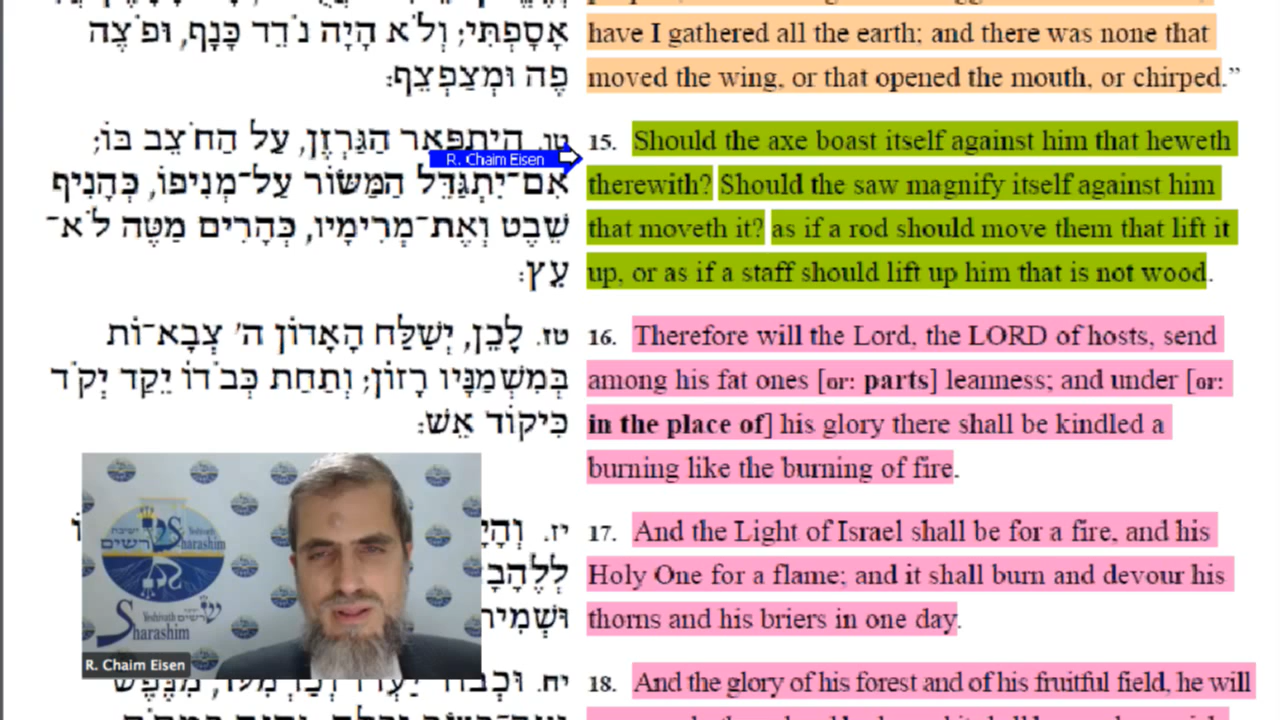 אָסָפְתִּי; וְלֹא הָיָה נֹדֵד כָּנָף, וּפֹצֶה
פֶה וּמְצַפְצֵף:
have I gathered all the earth; and there was none that
moved the wing, or that opened the mouth, or chirped.”
טו. הֲיִתְפָּאֵר הַגַּרְזֶן, עַל הַחֹצֵב בּוֹ;
אִם־יִתְגַּדֵּל הַמַּשּׂוֹר עַל־מְנִיפוֹ, כְּהָנִיף
שֵׁבֶט וְאֶת־מְרִימָיו, כְּהָרִים מַטֶּה לֹא־
עֵץ:
R. Chaim Eisen
15. Should the axe boast itself against him that heweth
therewith? Should the saw magnify itself against him
that moveth it? as if a rod should move them that lift it
up, or as if a staff should lift up him that is not wood.
טז. לָכֵן, יְשַׁלַּח הָאָדוֹן ה' צְבָא־וֹת
בְּמִשְׁמַנָּיו רָזוֹן; וְתַחַת כְּבֹדוֹ יֵקַד יְקֹד
כִּיקוֹד אֵשׁ:
16. Therefore will the Lord, the LORD of hosts, send
among his fat ones [or: parts] leanness; and under [or:
in the place of] his glory there shall be kindled a
burning like the burning of fire.
יז.
17. And the Light of Israel shall be for a fire, and his
Holy One for a flame; and it shall burn and devour his
thorns and his briers in one day.
יח.
18. And the glory of his forest and of his fruitful field, he will
ישיבת
שרשים
Sharashim
Yeshivath
Sharashim
R. Chaim Eisen